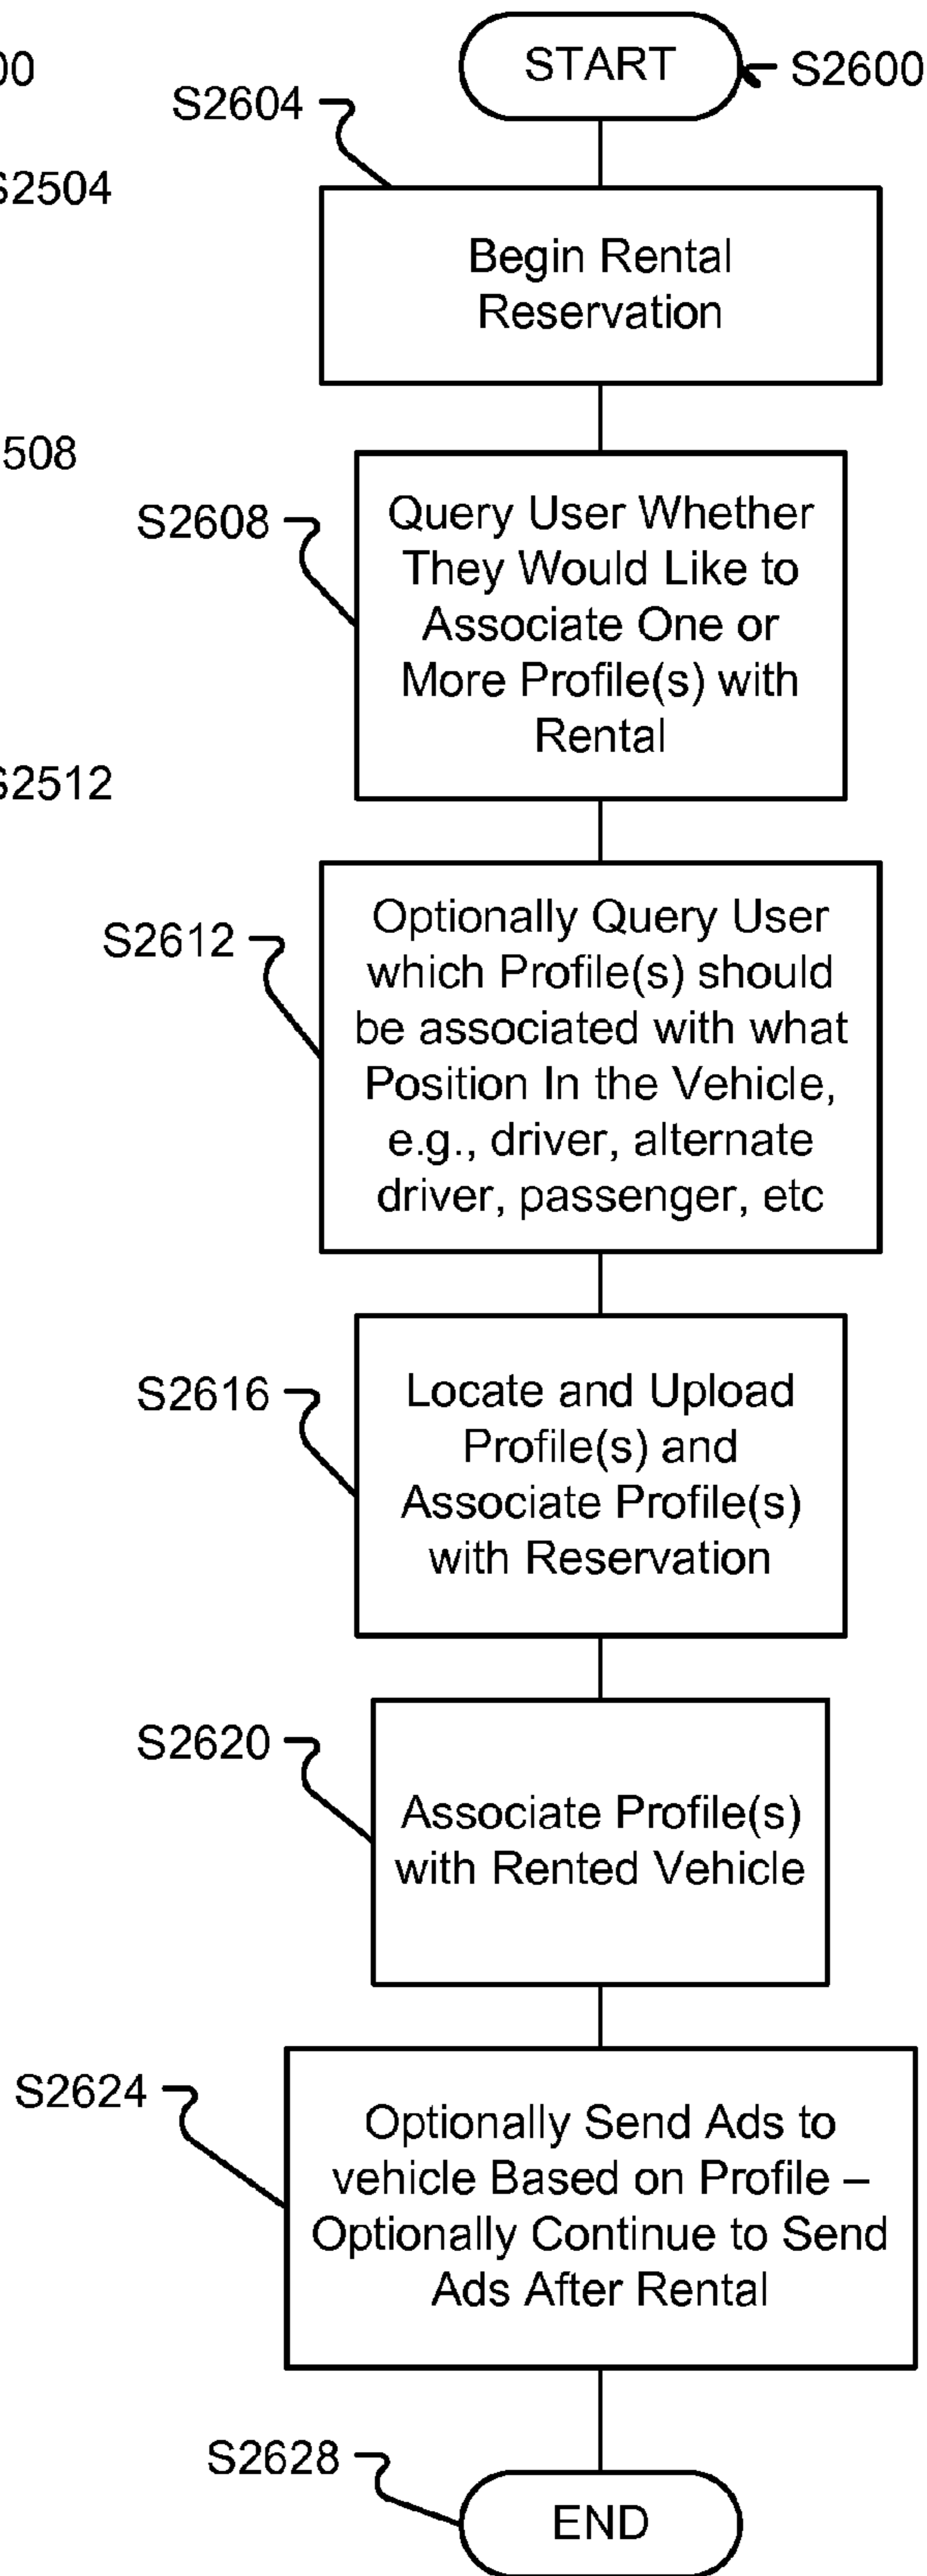 00
START
S2600
S2604
S2504
Begin Rental
Reservation
508
S2608
Query User Whether
They Would Like to
Associate One or
More Profile(s) with
Rental
S2512
S2612
Optionally Query User
which Profile(s) should
be associated with what
Position In the Vehicle,
e.g., driver, alternate
driver, passenger, etc
S2616
Locate and Upload
Profile(s) and
Associate Profile(s)
with Reservation
S2620
Associate Profile(s)
with Rented Vehicle
S2624
Optionally Send Ads to
vehicle Based on Profile –
Optionally Continue to Send
Ads After Rental
S2628
END